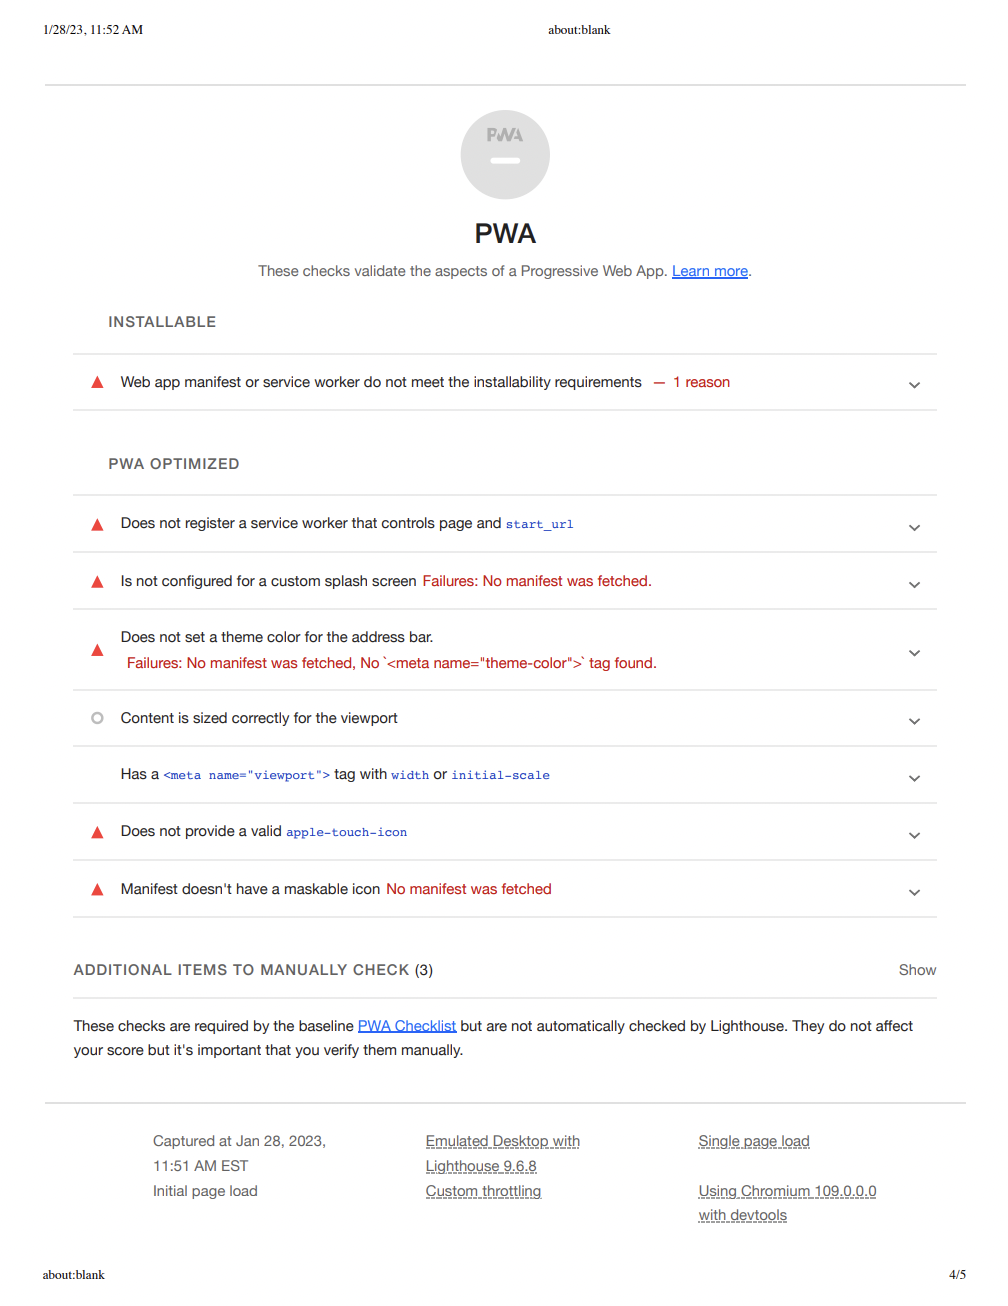 1/28/23, 11:52 AM about:blank
PWA
PWA
These checks validate the aspects of a Progressive Web App. Learn more.
INSTALLABLE
Web app manifest or service worker do not meet the installability requirements — 1 reason
PWA OPTIMIZED
Does not register a service worker that controls page and start_url
Is not configured for a custom splash screen Failures: No manifest was fetched.
Does not set a theme color for the address bar.
Failures: No manifest was fetched, No `<meta name="theme-color">` tag found.
Content is sized correctly for the viewport
Has a <meta name="viewport"> tag with width or initial-scale
Does not provide a valid apple-touch-icon
Manifest doesn't have a maskable icon No manifest was fetched
ADDITIONAL ITEMS TO MANUALLY CHECK (3) Show
These checks are required by the baseline PWA Checklist but are not automatically checked by Lighthouse. They do not affect
your score but it's important that you verify them manually.
Captured at Jan 28, 2023,
11:51 AM EST
Initial page load
Emulated Desktop with
Lighthouse 9.6.8
Custom throttling
Single page load
Using Chromium 109.0.0.0
with devtools
about:blank 4/5